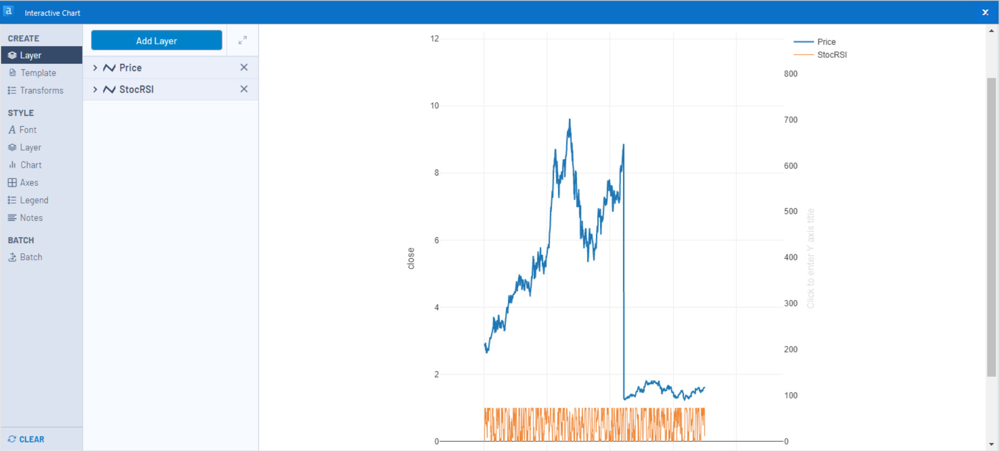 a Interactive Chart x
CREATE
Layer
Template
Transforms
STYLE
Font
Layer
Chart
Axes
Legend
Notes
BATCH
Batch
CLEAR
Add Layer
Price
StocRSI
12
10
8
6
4
2
0
close
800
700
600
500
400
300
200
100
0
Click to enter Y axis title
Price
StocRSI